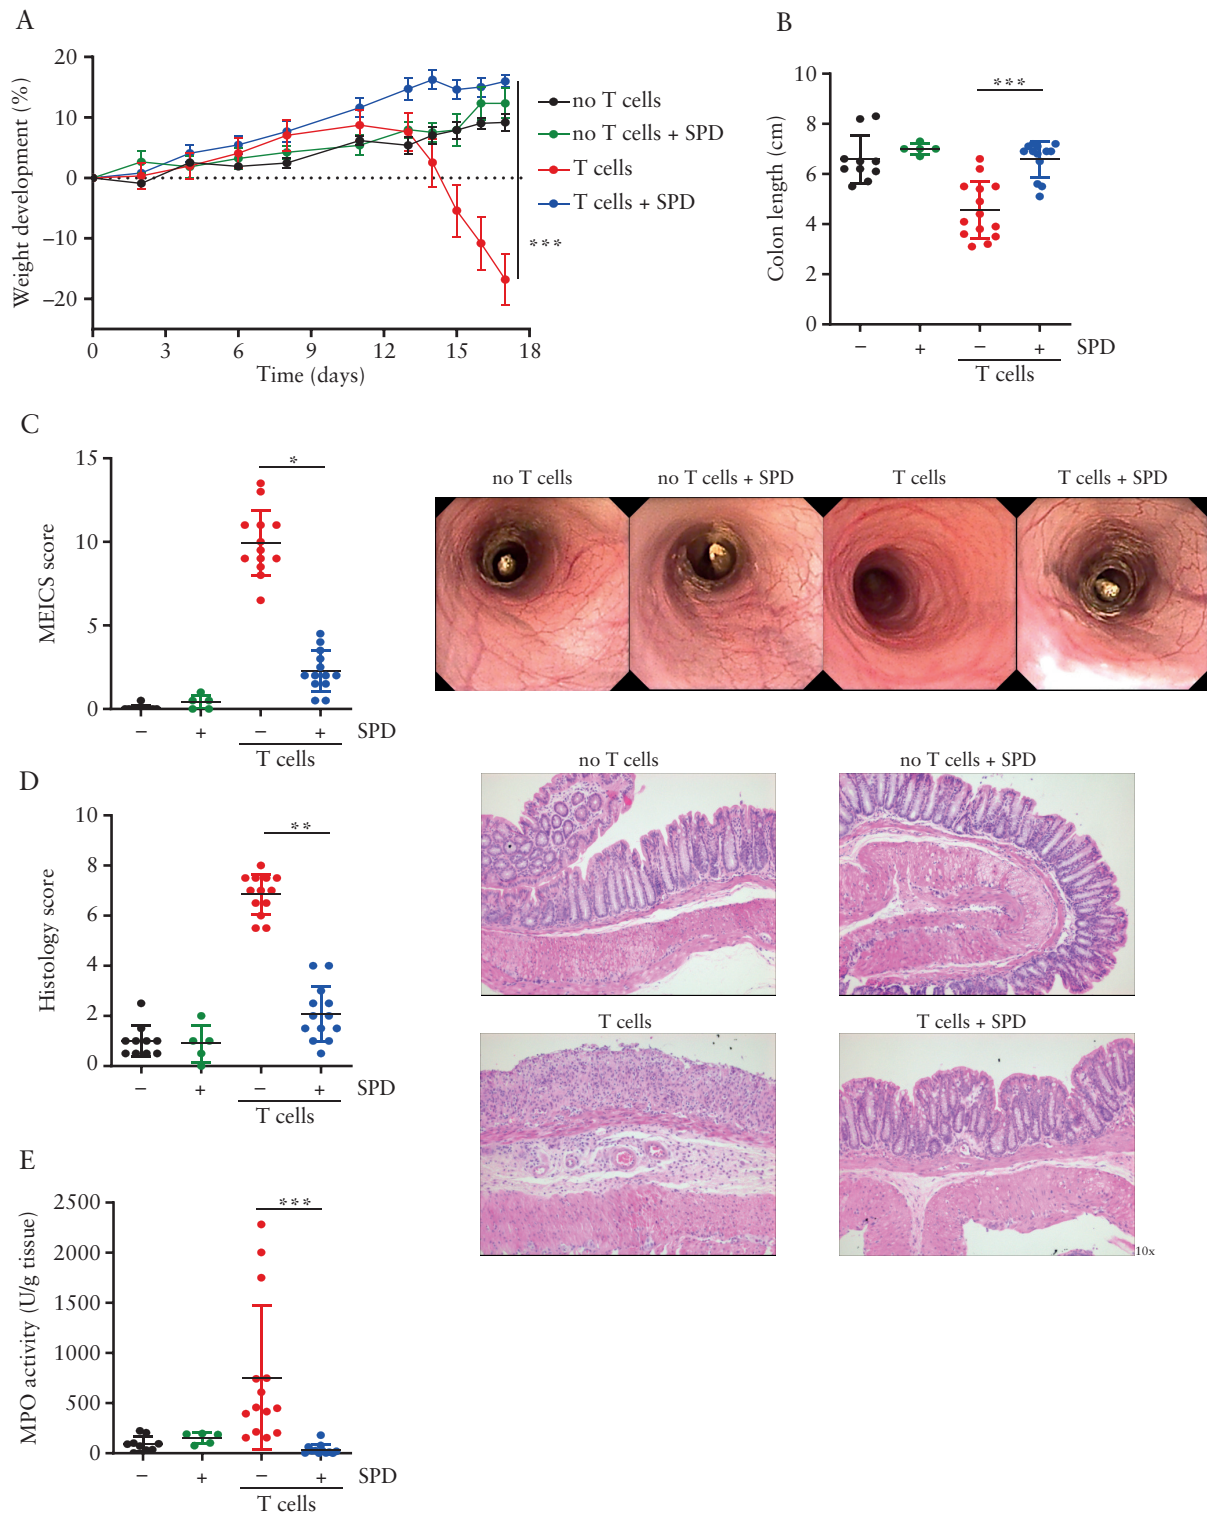 A
Weight development (%)
20
10
0
−10
−20
0 3 6 9 12 15 18
Time (days)
no T cells
no T cells + SPD
T cells
T cells + SPD
***
B
Colon length (cm)
10
8
6
4
2
0
***
− + − + SPD
T cells
C
MEICS score
15
10
5
0
*
− + − + SPD
T cells
no T cells no T cells + SPD T cells T cells + SPD
D
Histology score
10
8
6
4
2
0
**
− + − + SPD
T cells
no T cells no T cells + SPD
T cells T cells + SPD
10x
E
MPO activity (U/g tissue)
2500
2000
1500
1000
500
0
***
− + − + SPD
T cells